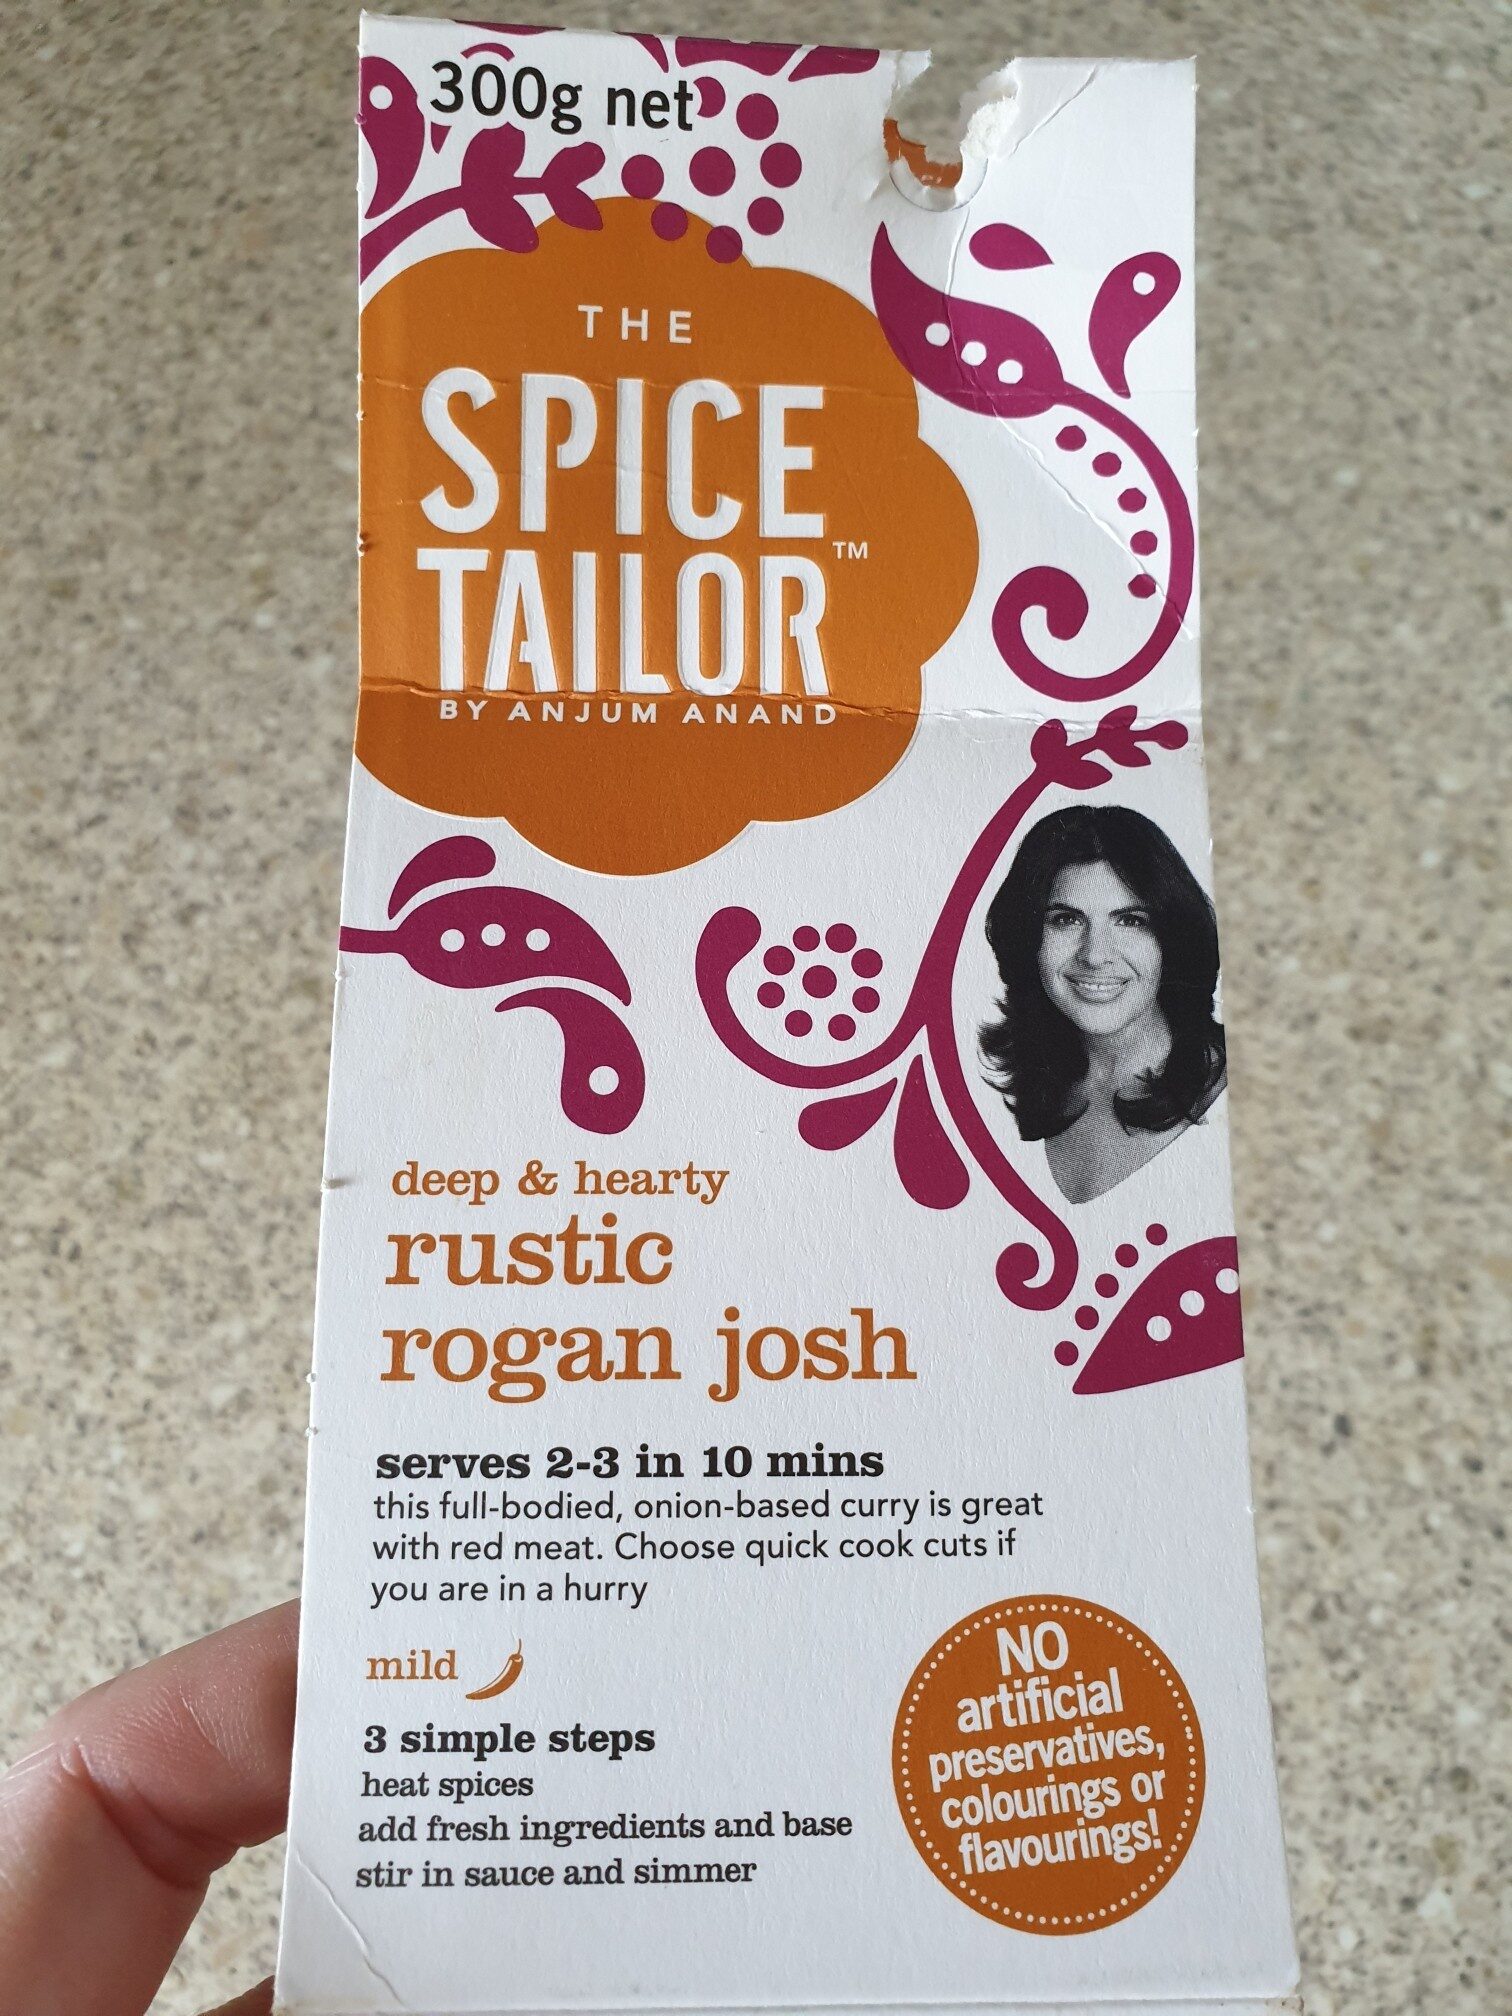 300g net
THE
SPICE
TAILOR™
BY ANJUM ANAND
deep & hearty
rustic
rogan josh
serves 2-3 in 10 mins
this full-bodied, onion-based curry is great
with red meat. Choose quick cook cuts if
you are in a hurry
mild
3 simple steps
heat spices
add fresh ingredients and base
stir in sauce and simmer
NO
artificial
preservatives,
colourings or
flavourings!